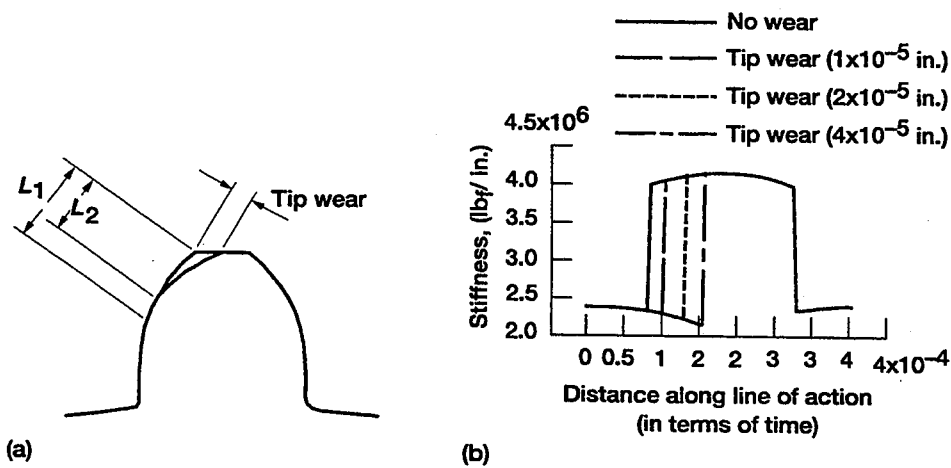 L1
L2
Tip wear
(a)
No wear
Tip wear (1x10–5 in.)
Tip wear (2x10–5 in.)
Tip wear (4x10–5 in.)
4.5x10^6
4.0
3.5
3.0
2.5
2.0
Stiffness, (lbf/ in.)
0 0.5 1 2 2 3 3 4 4x10–4
Distance along line of action
(in terms of time)
(b)